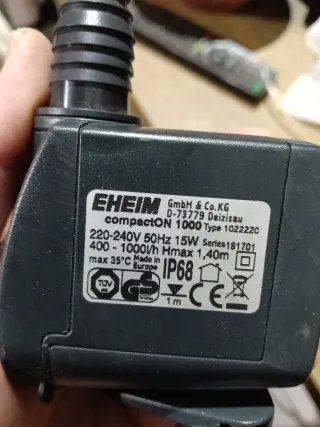 EHEIM GmbH & Co.KG
D-73779 Deizisau
compactON 1000 Type 1022220
220-240V 50Hz 15W Series181701
400 - 1000l/h Hmax 1,40m
max 35°C Made in Europe IP68
TÜV GS CE
1 m